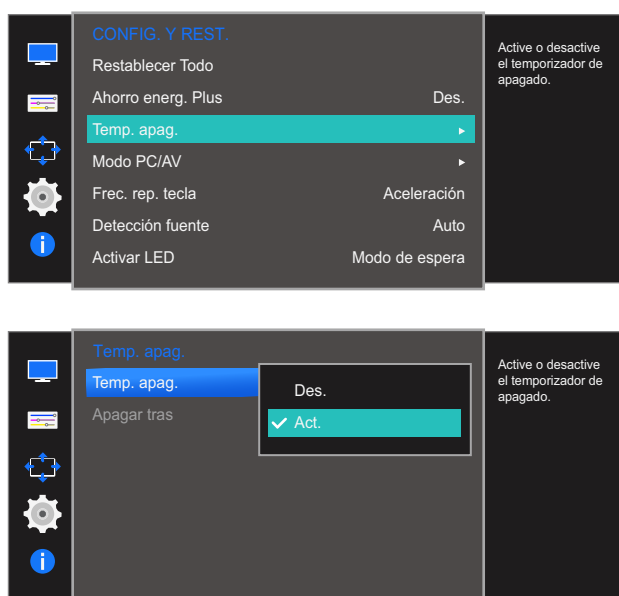 CONFIG. Y REST.
Restablecer Todo
Ahorro energ. Plus Des.
Temp. apag.
Modo PC/AV
Frec. rep. tecla Aceleración
Detección fuente Auto
Activar LED Modo de espera
Active o desactive
el temporizador de
apagado.
Temp. apag.
Temp. apag.
Apagar tras
Des.
Act.
Active o desactive
el temporizador de
apagado.